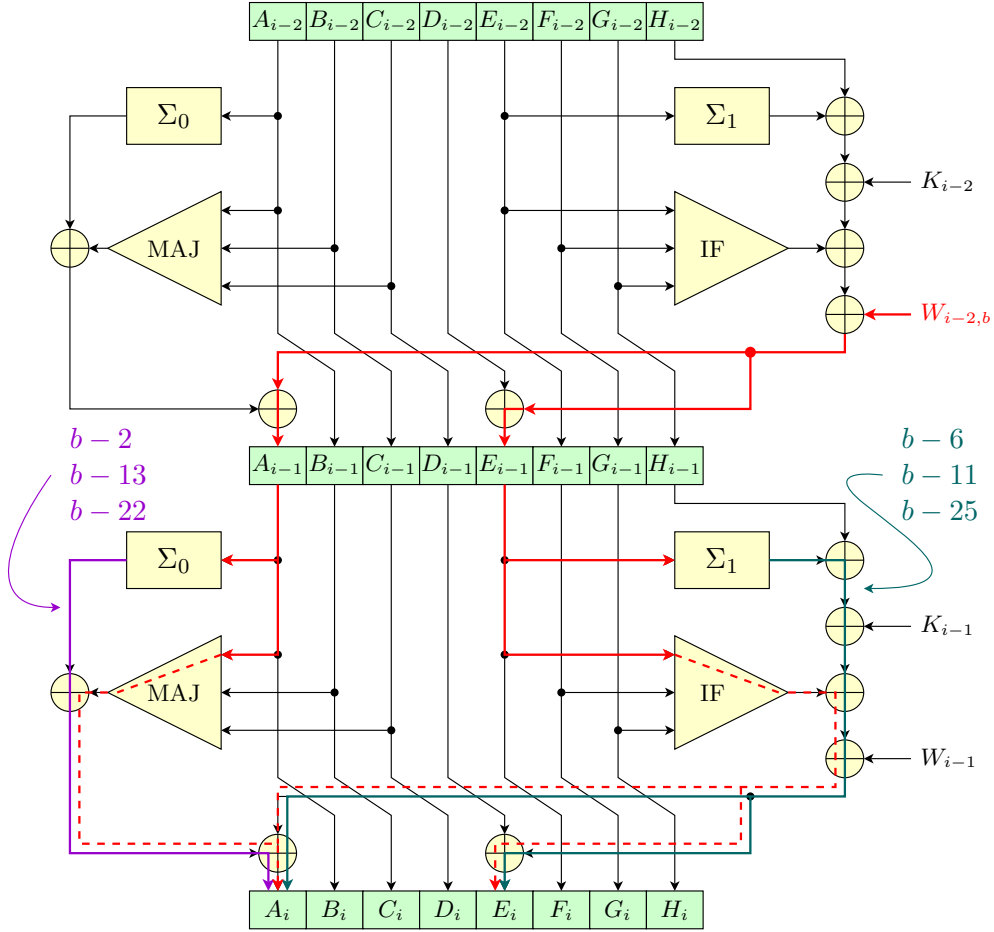 A_{i−2} B_{i−2} C_{i−2} D_{i−2} E_{i−2} F_{i−2} G_{i−2} H_{i−2}
Σ_0 Σ_1
K_{i−2}
MAJ IF
W_{i−2,b}
A_{i−1} B_{i−1} C_{i−1} D_{i−1} E_{i−1} F_{i−1} G_{i−1} H_{i−1}
b − 2
b − 13
b − 22
b − 6
b − 11
b − 25
Σ_0 Σ_1
K_{i−1}
MAJ IF
W_{i−1}
A_i B_i C_i D_i E_i F_i G_i H_i